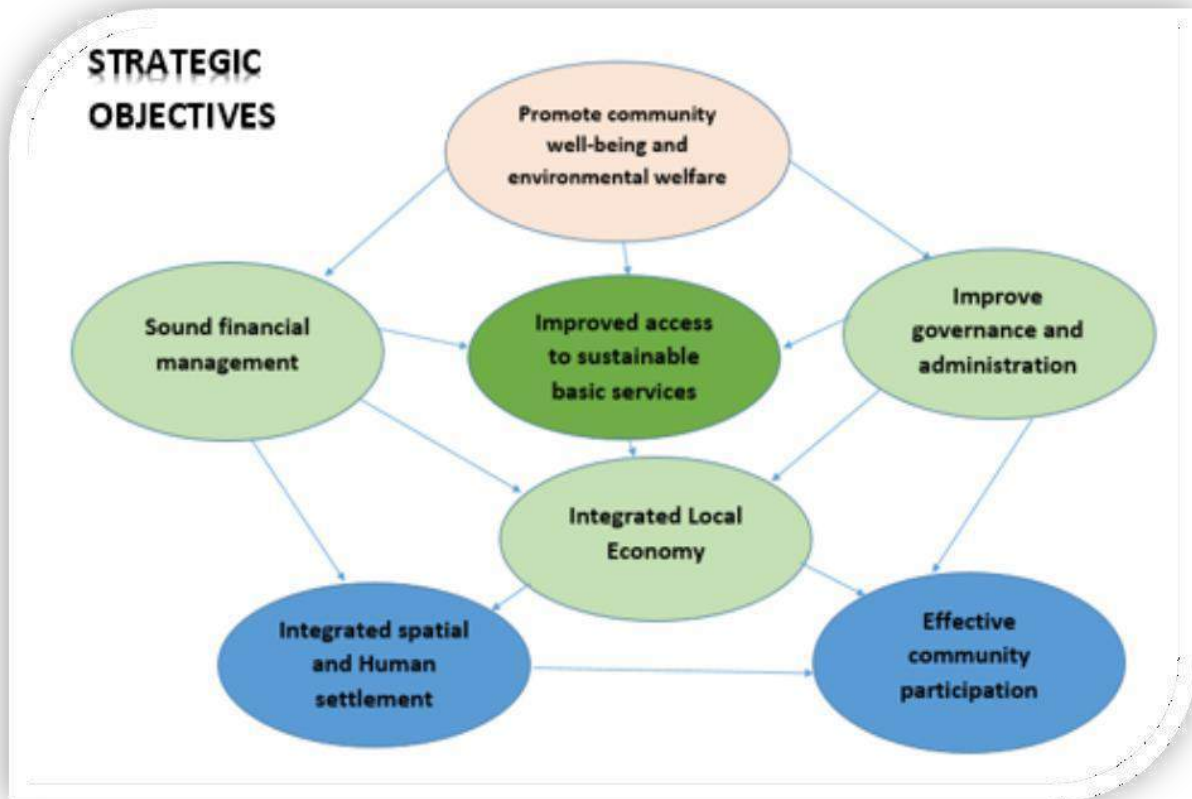 STRATEGIC
OBJECTIVES
Promote community
well-being and
environmental welfare
Sound financial
management
Improved access
to sustainable
basic services
Improve
governance and
administration
Integrated Local
Economy
Integrated spatial
and Human
settlement
Effective
community
participation